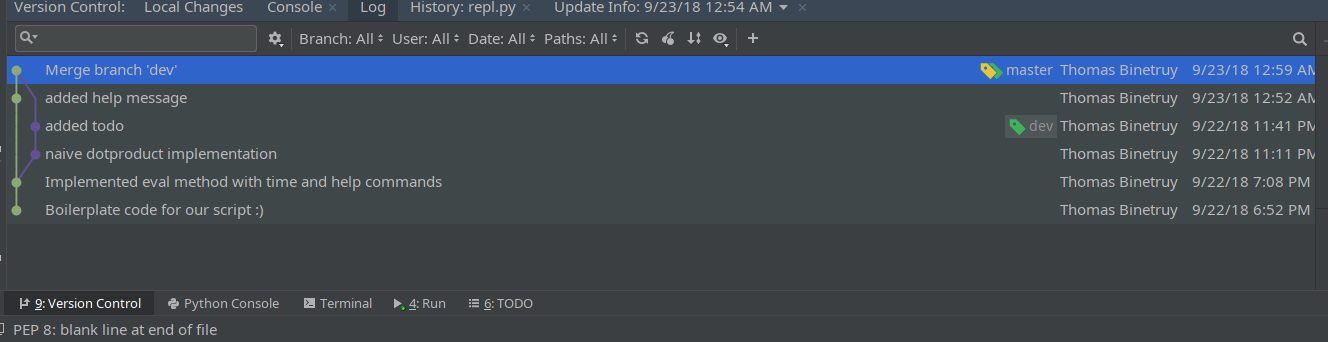 Version Control: Local Changes Console × Log History: repl.py × Update Info: 9/23/18 12:54 AM ×
Branch: All User: All Date: All Paths: All
Merge branch 'dev' master Thomas Binetruy 9/23/18 12:59 AM
added help message Thomas Binetruy 9/23/18 12:52 AM
added todo dev Thomas Binetruy 9/22/18 11:41 PM
naive dotproduct implementation Thomas Binetruy 9/22/18 11:11 PM
Implemented eval method with time and help commands Thomas Binetruy 9/22/18 7:08 PM
Boilerplate code for our script :) Thomas Binetruy 9/22/18 6:52 PM
9: Version Control Python Console Terminal 4: Run 6: TODO
PEP 8: blank line at end of file